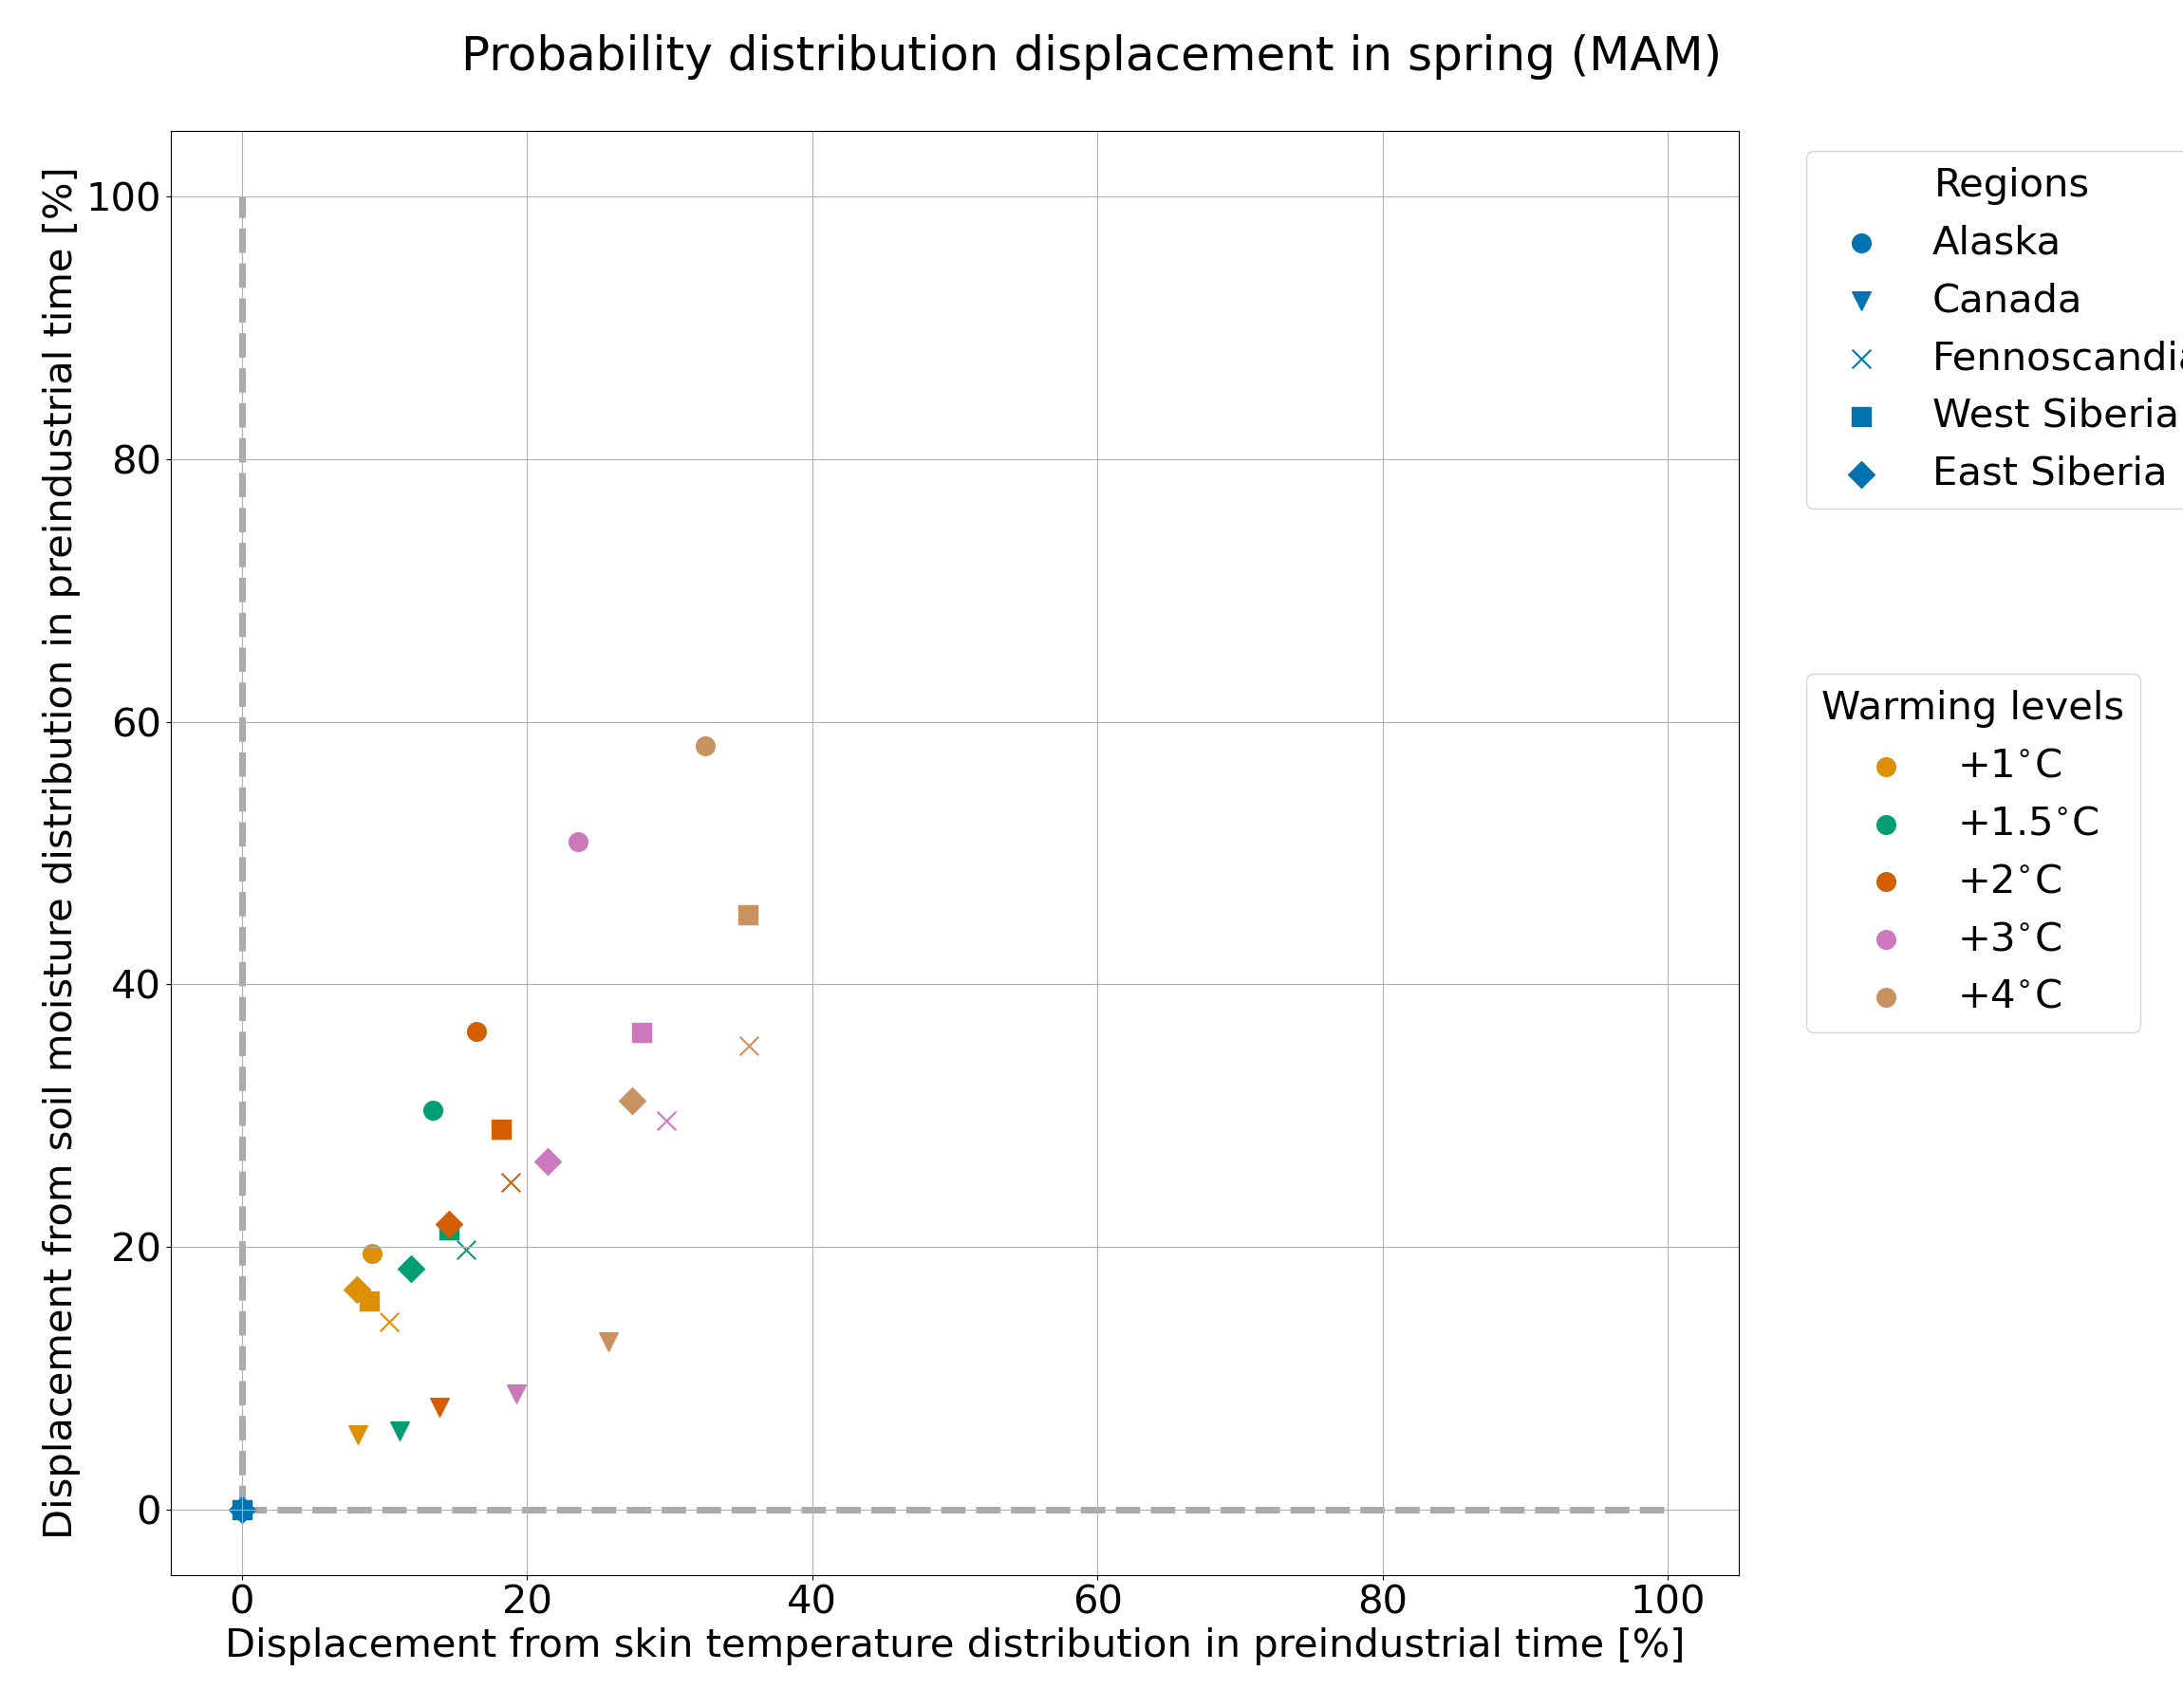 Probability distribution displacement in spring (MAM)
Displacement from soil moisture distribution in preindustrial time [%]
100
80
60
40
20
0
0 20 40 60 80 100
Displacement from skin temperature distribution in preindustrial time [%]
Regions
Alaska
Canada
Fennoscandia
West Siberia
East Siberia
Warming levels
+1°C
+1.5°C
+2°C
+3°C
+4°C